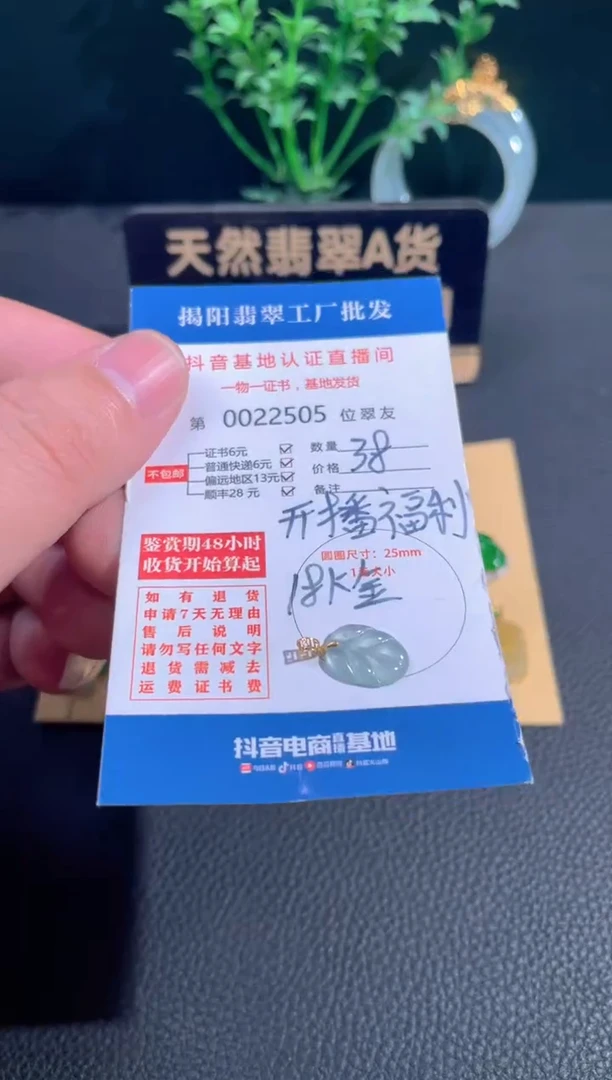 天然翡翠A货
揭阳翡翠工厂批发
抖音基地认证直播间
一物一证书，基地发货
第 0022505 位翠友
不包邮
证书6元
普通快递6元
偏远地区13元
顺丰28 元
数量
38
价格
备注
开播福利
鉴赏期48小时
收货开始算起
圆圈尺寸：25mm
18K金
如有退货
申请7天无理由
售后说明
请勿写任何文字
退货需减去
运费证书费
抖音电商直播基地
抖音